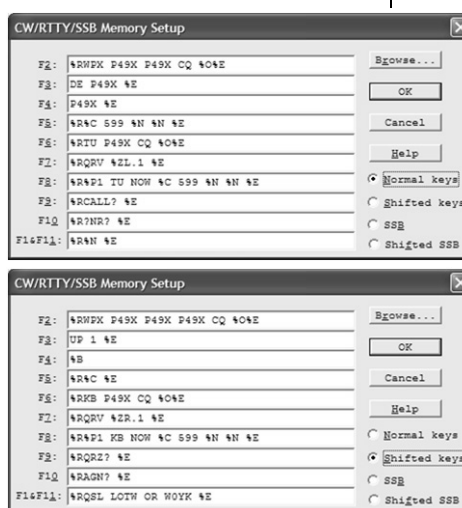 CW/RTTY/SSB Memory Setup
F2: %RWPX P49X P49X CQ %O%E
Browse...
F3: DE P49X %E
OK
F4: P49X %E
F5: %R%C 599 %N %N %E
Cancel
F6: %RTU P49X CQ %O%E
Help
F7: %RQRV %ZL.1 %E
F8: %R%P1 TU NOW %C 599 %N %N %E
Normal keys
F9: %RCALL? %E
Shifted keys
F10 %R?NR? %E
SSB
F1&F11: %R%N %E
Shifted SSB
CW/RTTY/SSB Memory Setup
F2: %RWPX P49X P49X P49X CQ %O%E
Browse...
F3: UP 1 %E
OK
F4: %B
F5: %R%C %E
Cancel
F6: %RKB P49X CQ %O%E
Help
F7: %RQRV %ZR.1 %E
F8: %R%P1 KB NOW %C 599 %N %N %E
Normal keys
F9: %RQRZ? %E
Shifted keys
F10 %RAGN? %E
SSB
F1&F11: %RQSL LOTW OR W0YK %E
Shifted SSB